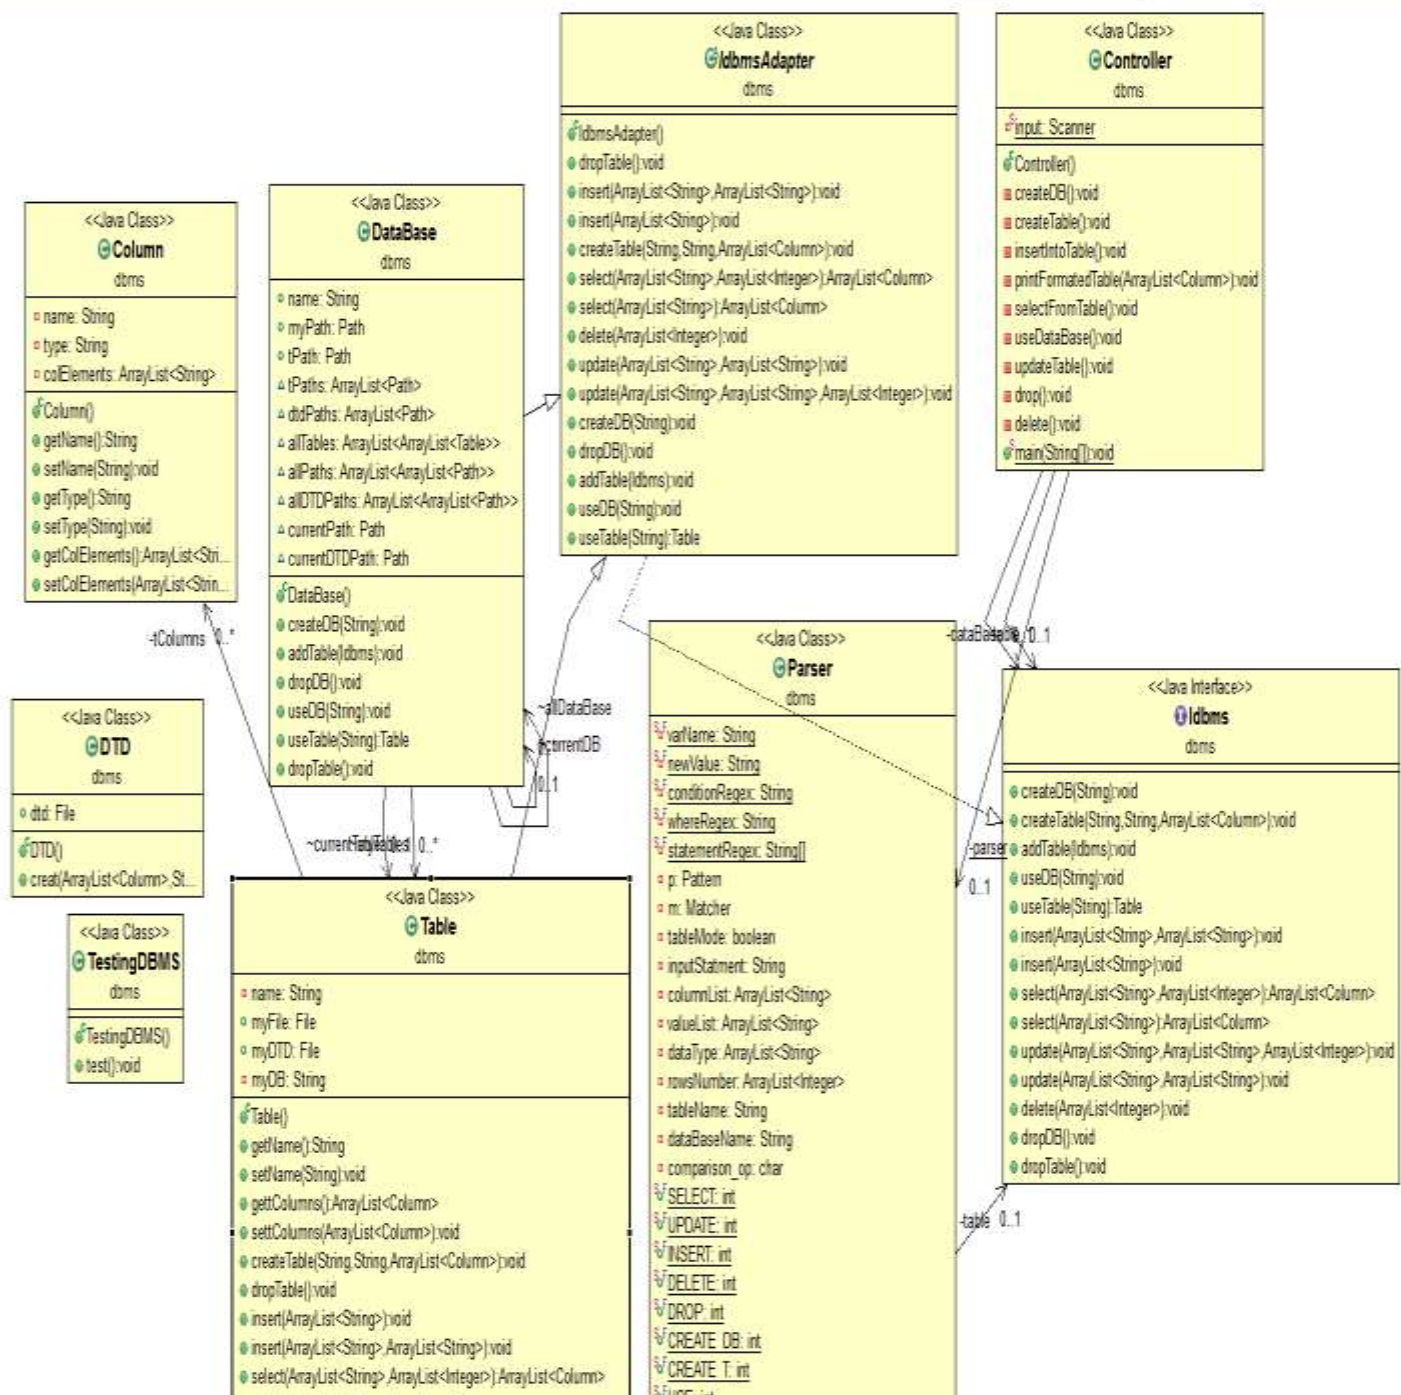 <<Java Class>>
IdbmsAdapter
dbms
IdbmsAdapter()
dropTable():void
insert(ArrayList<String>,ArrayList<String>):void
insert(ArrayList<String>):void
createTable(String,String,ArrayList<Column>):void
select(ArrayList<String>,ArrayList<Integer>):ArrayList<Column>
select(ArrayList<String>):ArrayList<Column>
delete(ArrayList<Integer>):void
update(ArrayList<String>,ArrayList<String>):void
update(ArrayList<String>,ArrayList<String>,ArrayList<Integer>):void
createDB(String):void
dropDB():void
addTable(Idbms):void
useDB(String):void
useTable(String):Table
<<Java Class>>
Controller
dbms
input: Scanner
Controller()
createDB():void
createTable():void
insertIntoTable():void
printFormatedTable(ArrayList<Column>):void
selectFromTable():void
useDataBase():void
updateTable():void
drop():void
delete():void
main(String[]):void
<<Java Class>>
DataBase
dbms
name: String
myPath: Path
tPath: Path
tPaths: ArrayList<Path>
dtdPaths: ArrayList<Path>
allTables: ArrayList<ArrayList<Table>>
allPaths: ArrayList<ArrayList<Path>>
allDTDPaths: ArrayList<ArrayList<Path>>
currentPath: Path
currentDTDPath: Path
DataBase()
createDB(String):void
addTable(Idbms):void
dropDB():void
useDB(String):void
useTable(String):Table
dropTable():void
<<Java Class>>
Column
dbms
name: String
type: String
colElements: ArrayList<String>
Column()
getName():String
setName(String):void
getType():String
setType(String):void
getColElements():ArrayList<Stri...
setColElements(ArrayList<Strin...
-tColumns 0..*
~allDataBase
~currentDB
0..1
0..1
<<Java Class>>
DTD
dbms
dtd: File
DTD()
creat(ArrayList<Column>,St...
0..*
<<Java Class>>
TestingDBMS
dbms
TestingDBMS()
test():void
<<Java Class>>
Table
dbms
name: String
myFile: File
myDTD: File
myDB: String
Table()
getName():String
setName(String):void
gettColumns():ArrayList<Column>
settColumns(ArrayList<Column>):void
createTable(String,String,ArrayList<Column>):void
dropTable():void
insert(ArrayList<String>):void
insert(ArrayList<String>,ArrayList<String>):void
select(ArrayList<String>,ArrayList<Integer>):ArrayList<Column>
<<Java Class>>
Parser
dbms
varName: String
newValue: String
conditionRegex: String
whereRegex: String
statementRegex: String[]
p: Pattern
m: Matcher
tableMode: boolean
inputStatment: String
columnList: ArrayList<String>
valueList: ArrayList<String>
dataType: ArrayList<String>
rowsNumber: ArrayList<Integer>
tableName: String
dataBaseName: String
comparison_op: char
SELECT: int
UPDATE: int
INSERT: int
DELETE: int
DROP: int
CREATE_DB: int
CREATE_T: int
-parser
0..1
-table 0..1
<<Java Interface>>
Idbms
dbms
createDB(String):void
createTable(String,String,ArrayList<Column>):void
addTable(Idbms):void
useDB(String):void
useTable(String):Table
insert(ArrayList<String>,ArrayList<String>):void
insert(ArrayList<String>):void
select(ArrayList<String>,ArrayList<Integer>):ArrayList<Column>
select(ArrayList<String>):ArrayList<Column>
update(ArrayList<String>,ArrayList<String>,ArrayList<Integer>):void
update(ArrayList<String>,ArrayList<String>):void
delete(ArrayList<Integer>):void
dropDB():void
dropTable():void